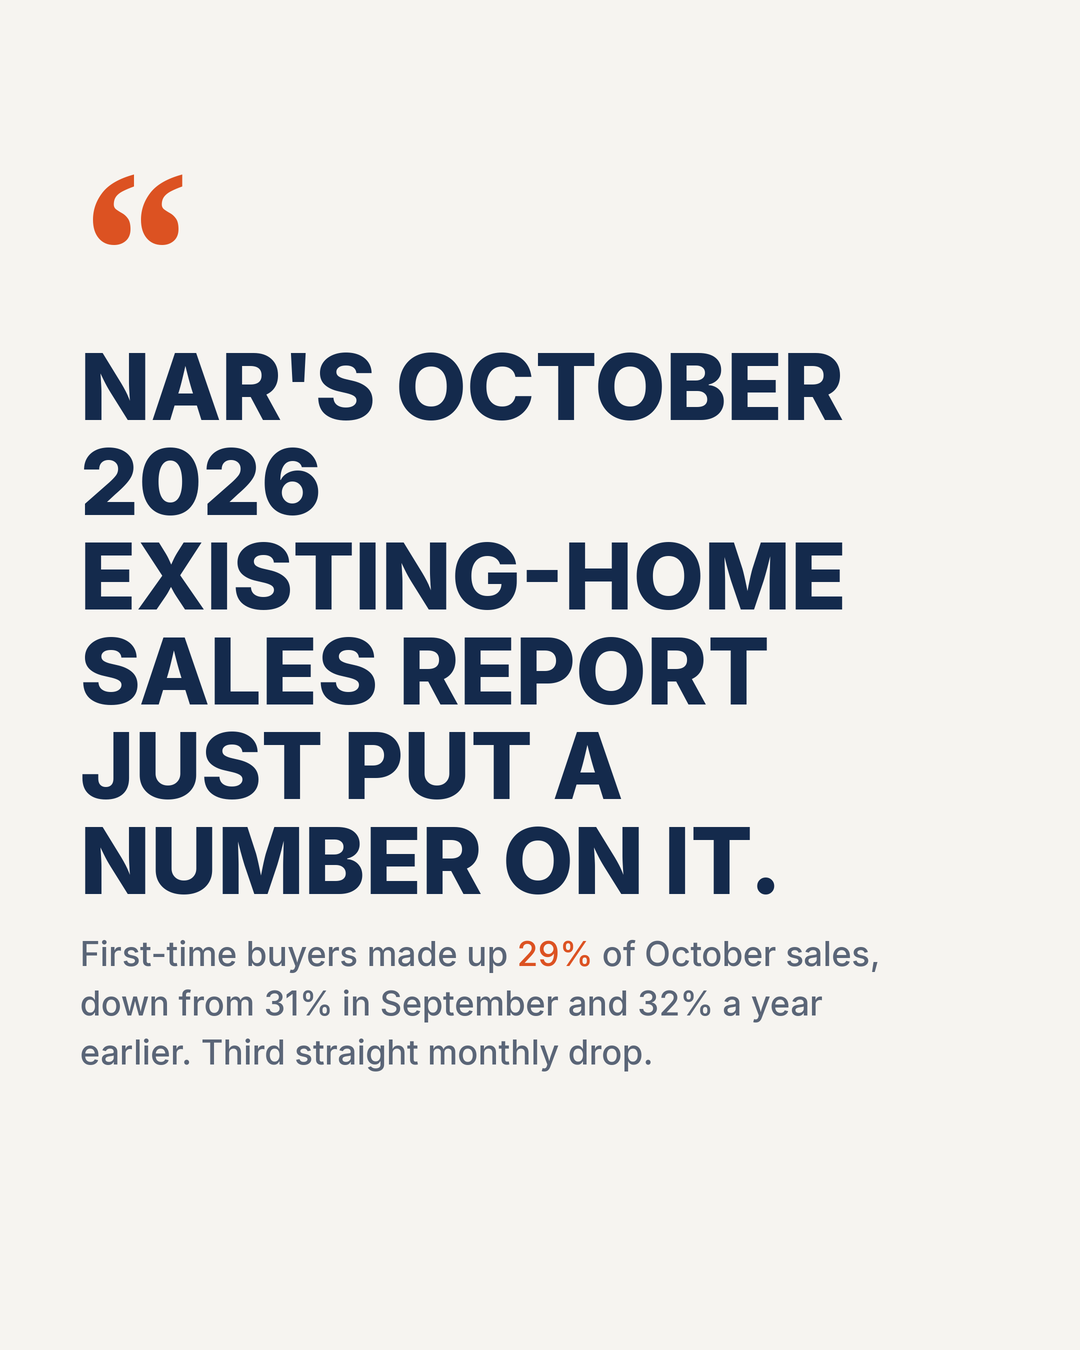 “
NAR'S OCTOBER
2026
EXISTING-HOME
SALES REPORT
JUST PUT A
NUMBER ON IT.
First-time buyers made up 29% of October sales,
down from 31% in September and 32% a year
earlier. Third straight monthly drop.